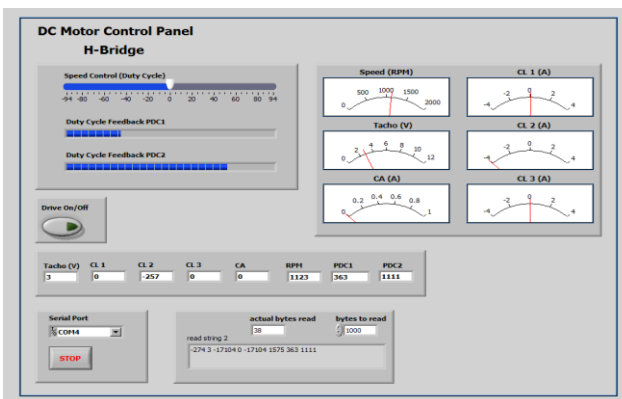 DC Motor Control Panel
H-Bridge
Speed Control (Duty Cycle)
-94 -80 -60 -40 -20 0 20 40 60 80 94
Duty Cycle Feedback PDC1
Duty Cycle Feedback PDC2
Speed (RPM)
0 500 1000 1500 2000
CL 1 (A)
-4 -2 0 2 4
Tacho (V)
0 2 4 6 8 10 12
CL 2 (A)
-4 -2 0 2 4
CA (A)
0 0.2 0.4 0.6 0.8 1
CL 3 (A)
-4 -2 0 2 4
Drive On/Off
Tacho (V) CL 1 CL 2 CL 3 CA RPM PDC1 PDC2
3 0 -257 0 0 1123 363 1111
Serial Port
COM4
STOP
actual bytes read bytes to read
38 1000
read string 2
-274 3 -17104 0 -17104 1575 363 1111